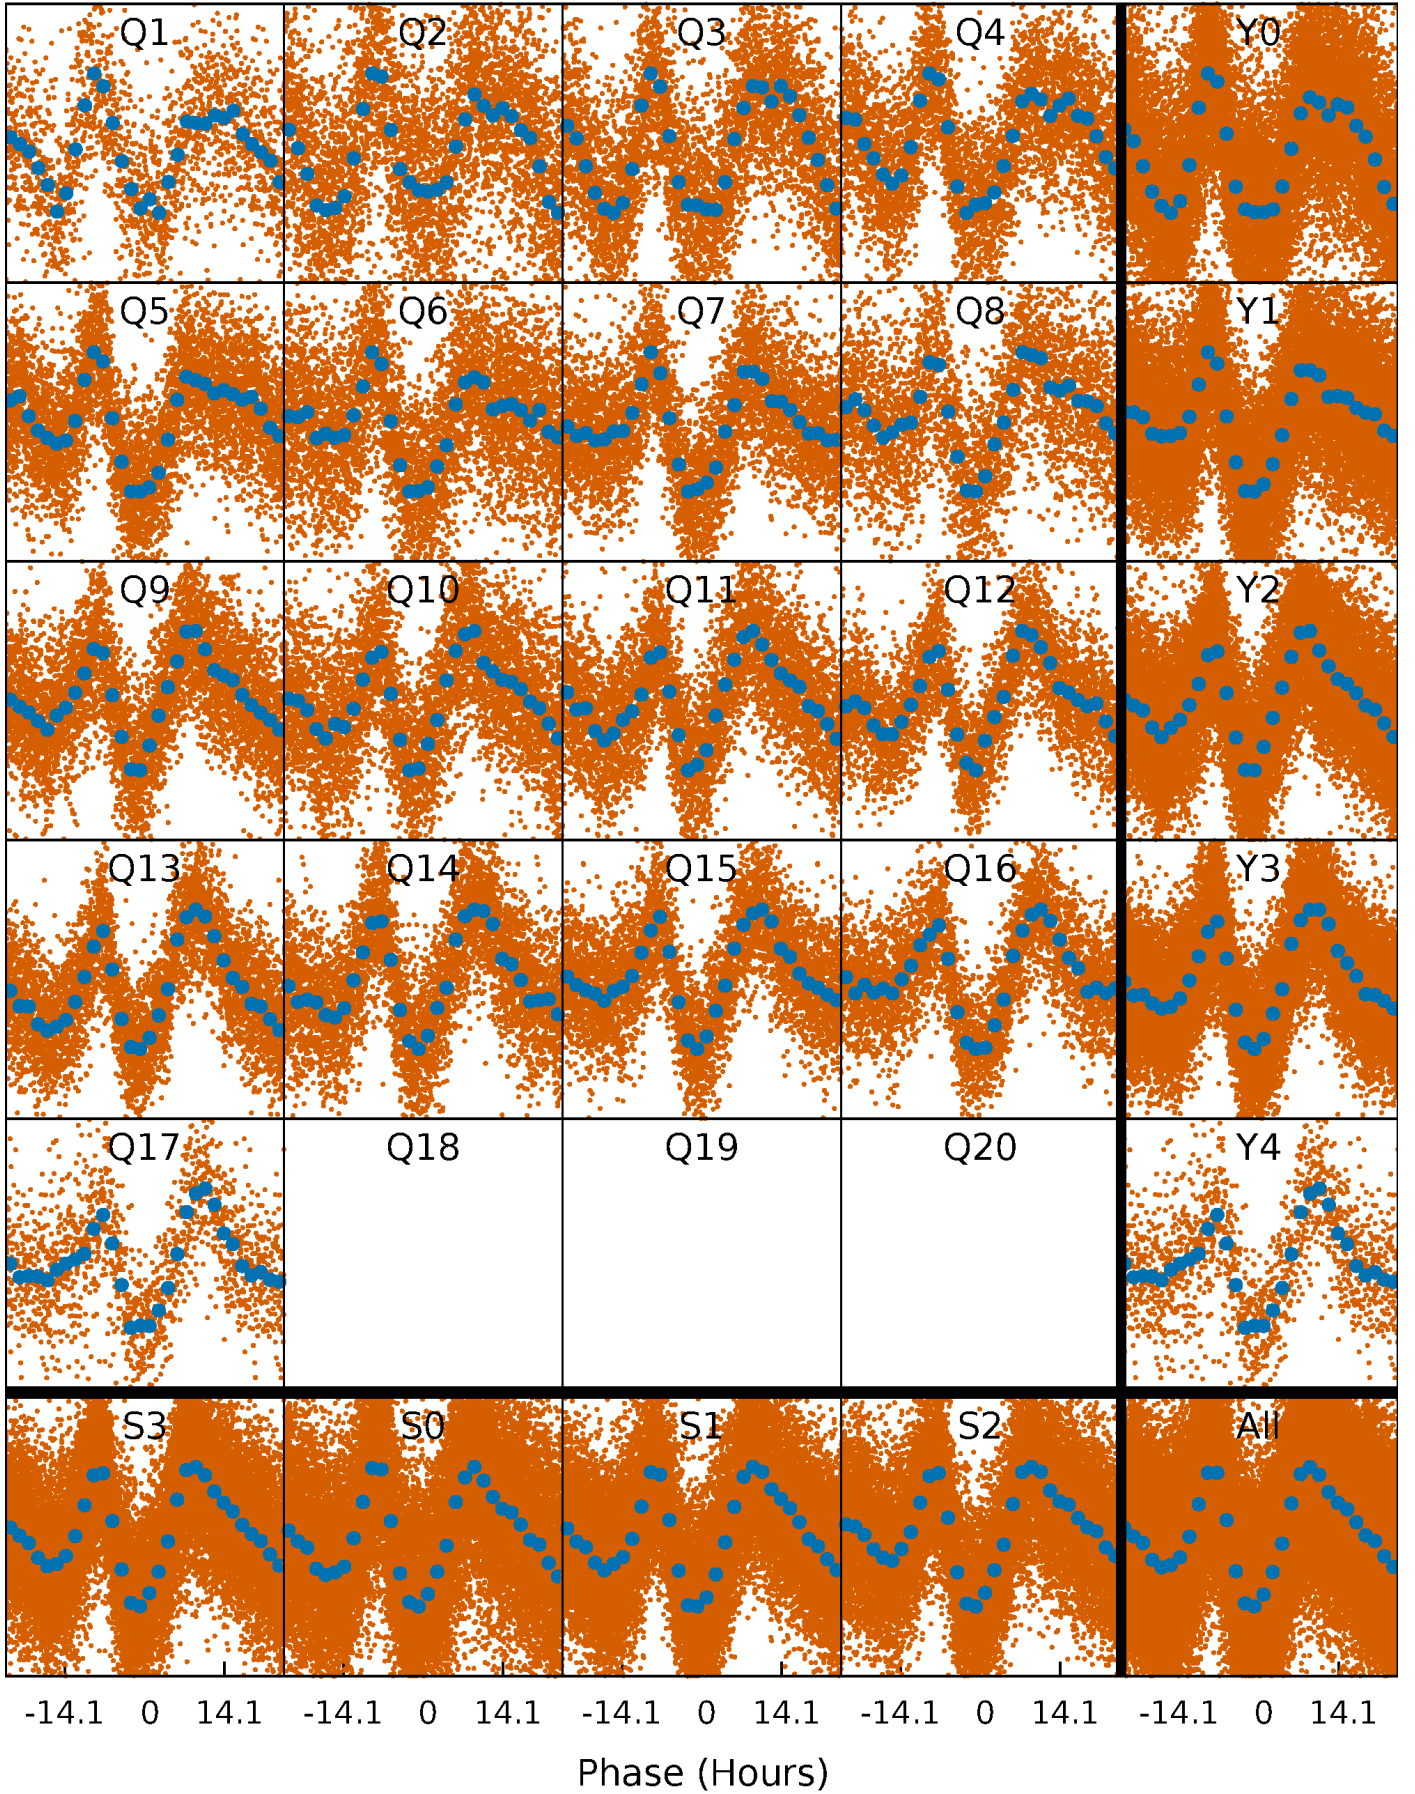 Q1 Q2 Q3 Q4 Y0
Q5 Q6 Q7 Q8 Y1
Q9 Q10 Q11 Q12 Y2
Q13 Q14 Q15 Q16 Y3
Q17 Q18 Q19 Q20 Y4
S3 S0 S1 S2 All
-14.1 0 14.1 -14.1 0 14.1 -14.1 0 14.1 -14.1 0 14.1 -14.1 0 14.1
Phase (Hours)